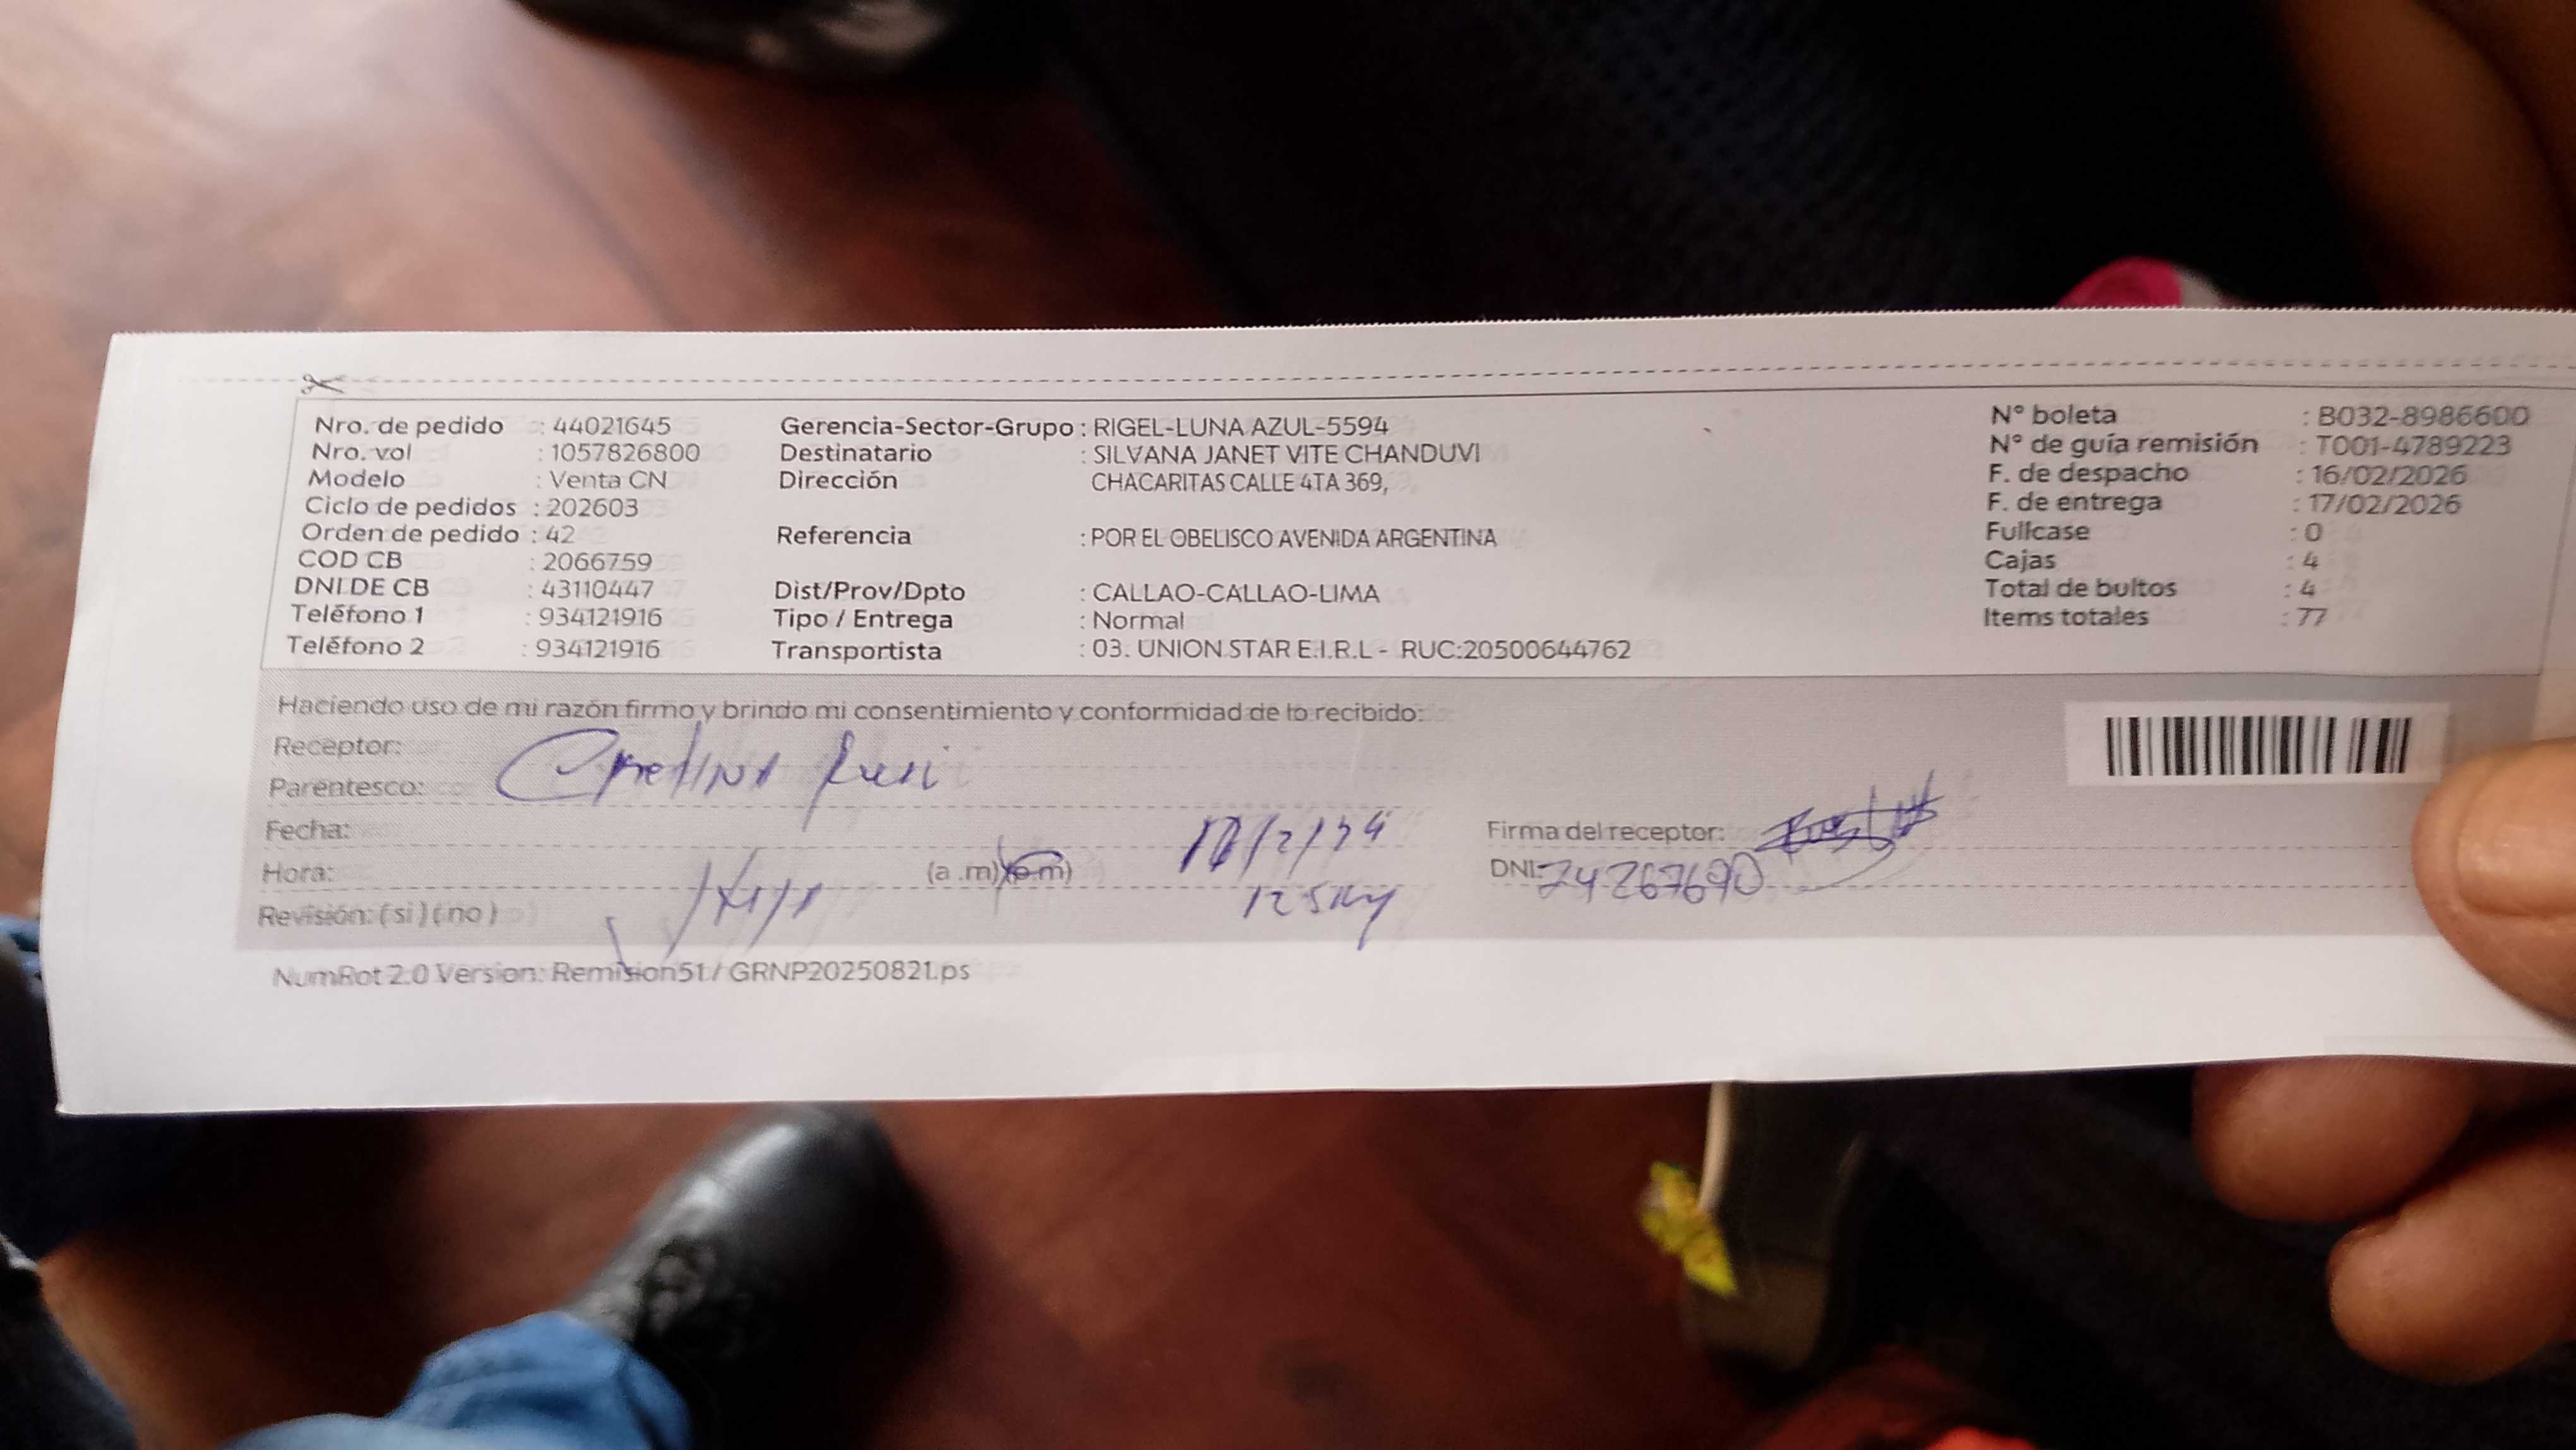 Nro. de pedido : 44021645
Nro. vol : 1057826800
Modelo : Venta CN
Ciclo de pedidos : 202603
Orden de pedido : 42
COD CB : 2066759
DNI DE CB : 43110447
Teléfono 1 : 934121916
Teléfono 2 : 934121916
Gerencia-Sector-Grupo : RIGEL-LUNA AZUL-5594
Destinatario : SILVANA JANET VITE CHANDUVI
Dirección CHACARITAS CALLE 4TA 369,
Referencia : POR EL OBELISCO AVENIDA ARGENTINA
Dist/Prov/Dpto : CALLAO-CALLAO-LIMA
Tipo / Entrega : Normal
Transportista : 03. UNION STAR E.I.R.L - RUC:20500644762
N° boleta : B032-8986600
N° de guía remisión : T001-4789223
F. de despacho : 16/02/2026
F. de entrega : 17/02/2026
Fullcase : 0
Cajas : 4
Total de bultos : 4
Items totales : 77
Haciendo uso de mi razón firmo y brindo mi consentimiento y conformidad de lo recibido:
Receptor:
Parentesco:
Fecha:
Hora: (a .m) (p.m)
Revisión: ( si ) ( no )
Firma del receptor:
DNI: 74267690
NumRot 2.0 Version: Remision51 / GRNP20250821.ps